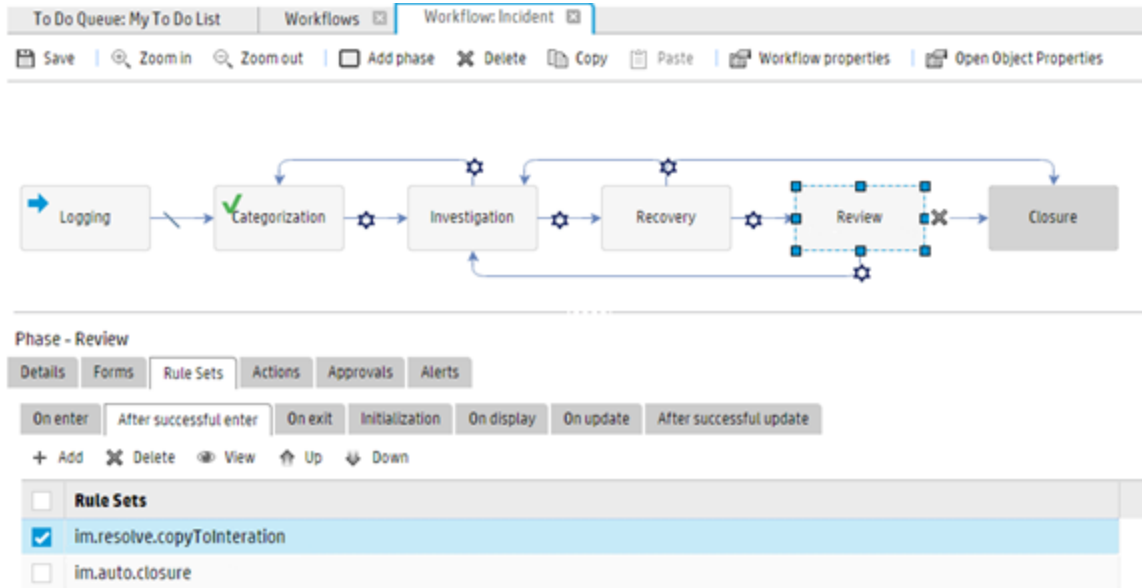 To Do Queue: My To Do List Workflows Workflow: Incident
Save Zoom in Zoom out Add phase Delete Copy Paste Workflow properties Open Object Properties
Logging Categorization Investigation Recovery Review Closure
Phase - Review
Details Forms Rule Sets Actions Approvals Alerts
On enter After successful enter On exit Initialization On display On update After successful update
Add Delete View Up Down
Rule Sets
im.resolve.copyToInteration
im.auto.closure